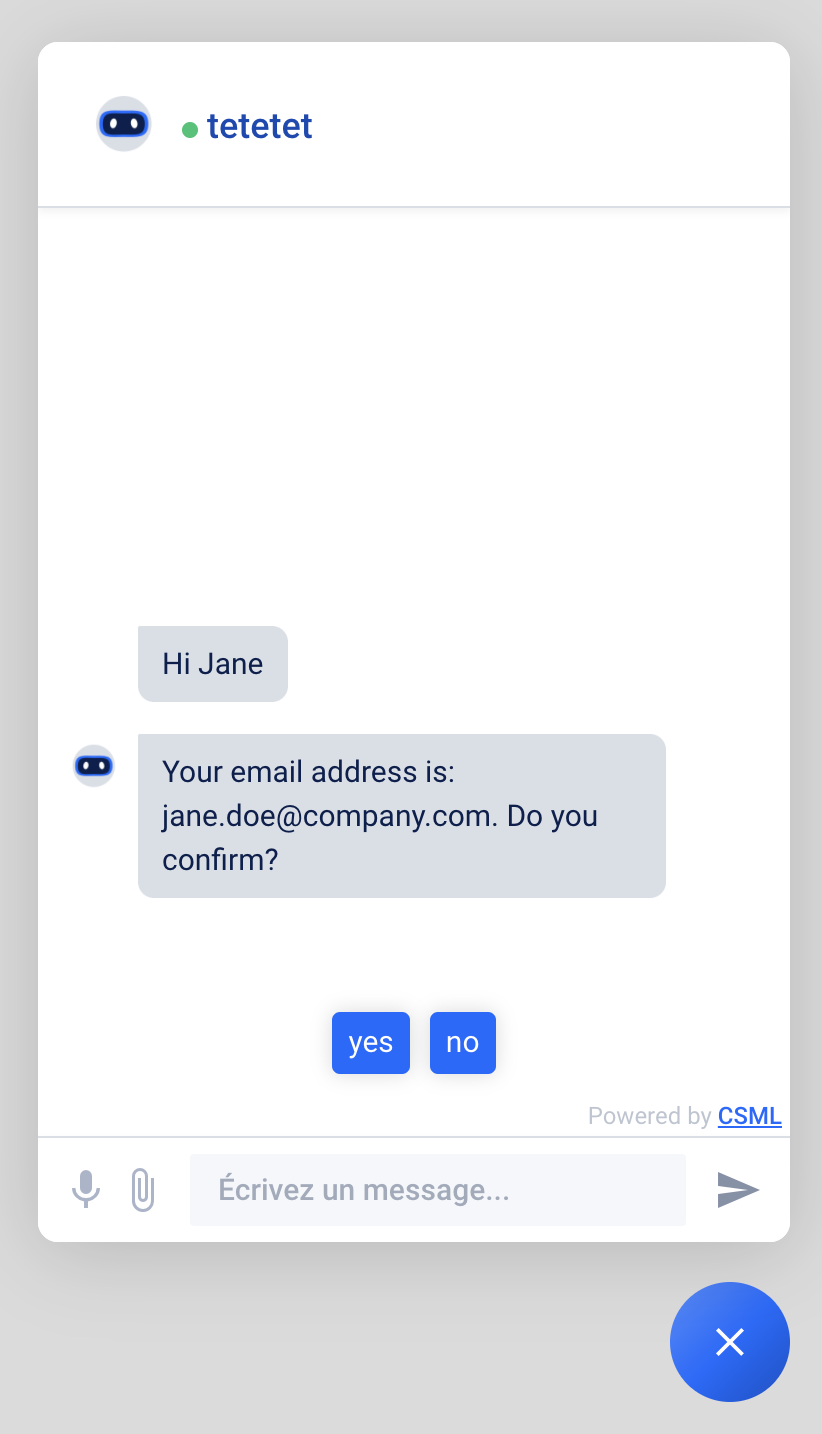 tetetet
Hi Jane
Your email address is:
jane.doe@company.com. Do you
confirm?
yes
no
Powered by CSML
Écrivez un message...